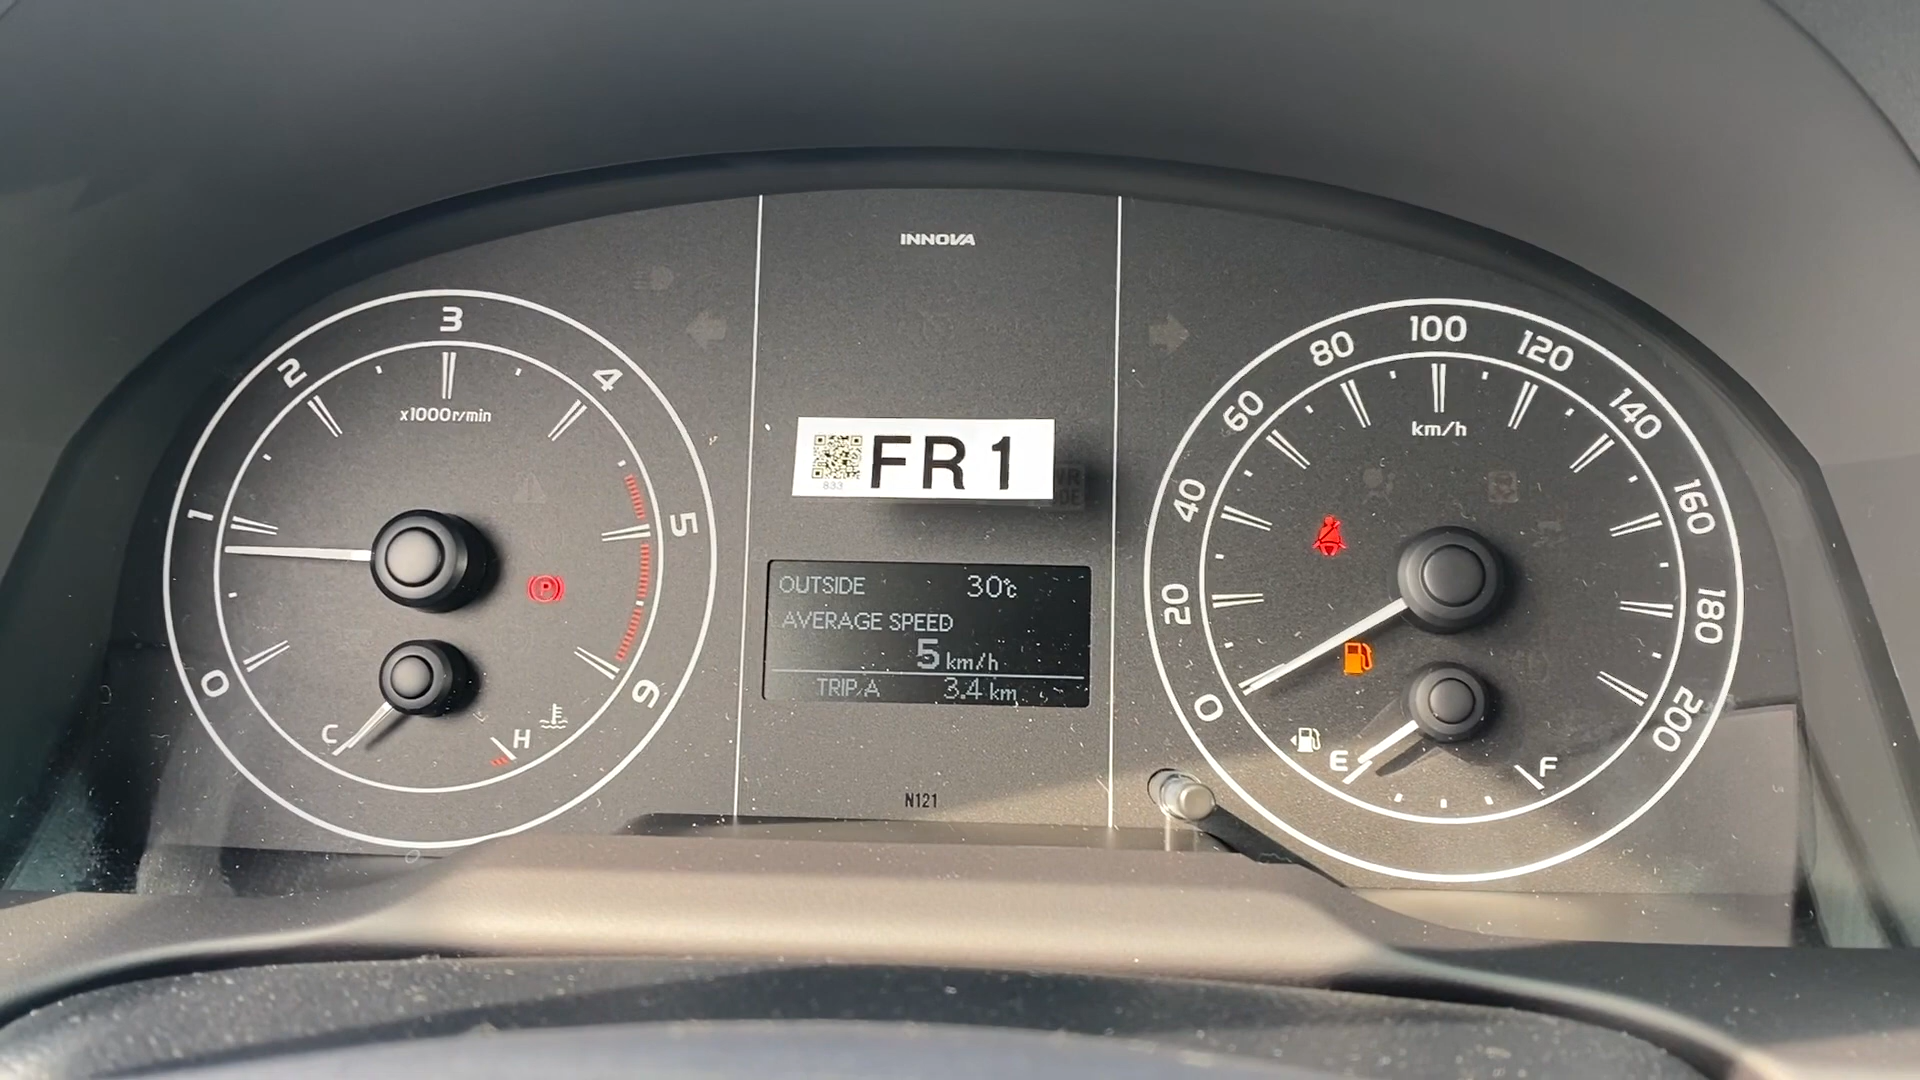 INNOVA
0
1
2
3
4
5
6
x1000r/min
P
C
H
833
FR1
OUTSIDE 30℃
AVERAGE SPEED
5 km/h
TRIP A 3.4 km
N121
0
20
40
60
80
100
120
140
160
180
200
km/h
E
F